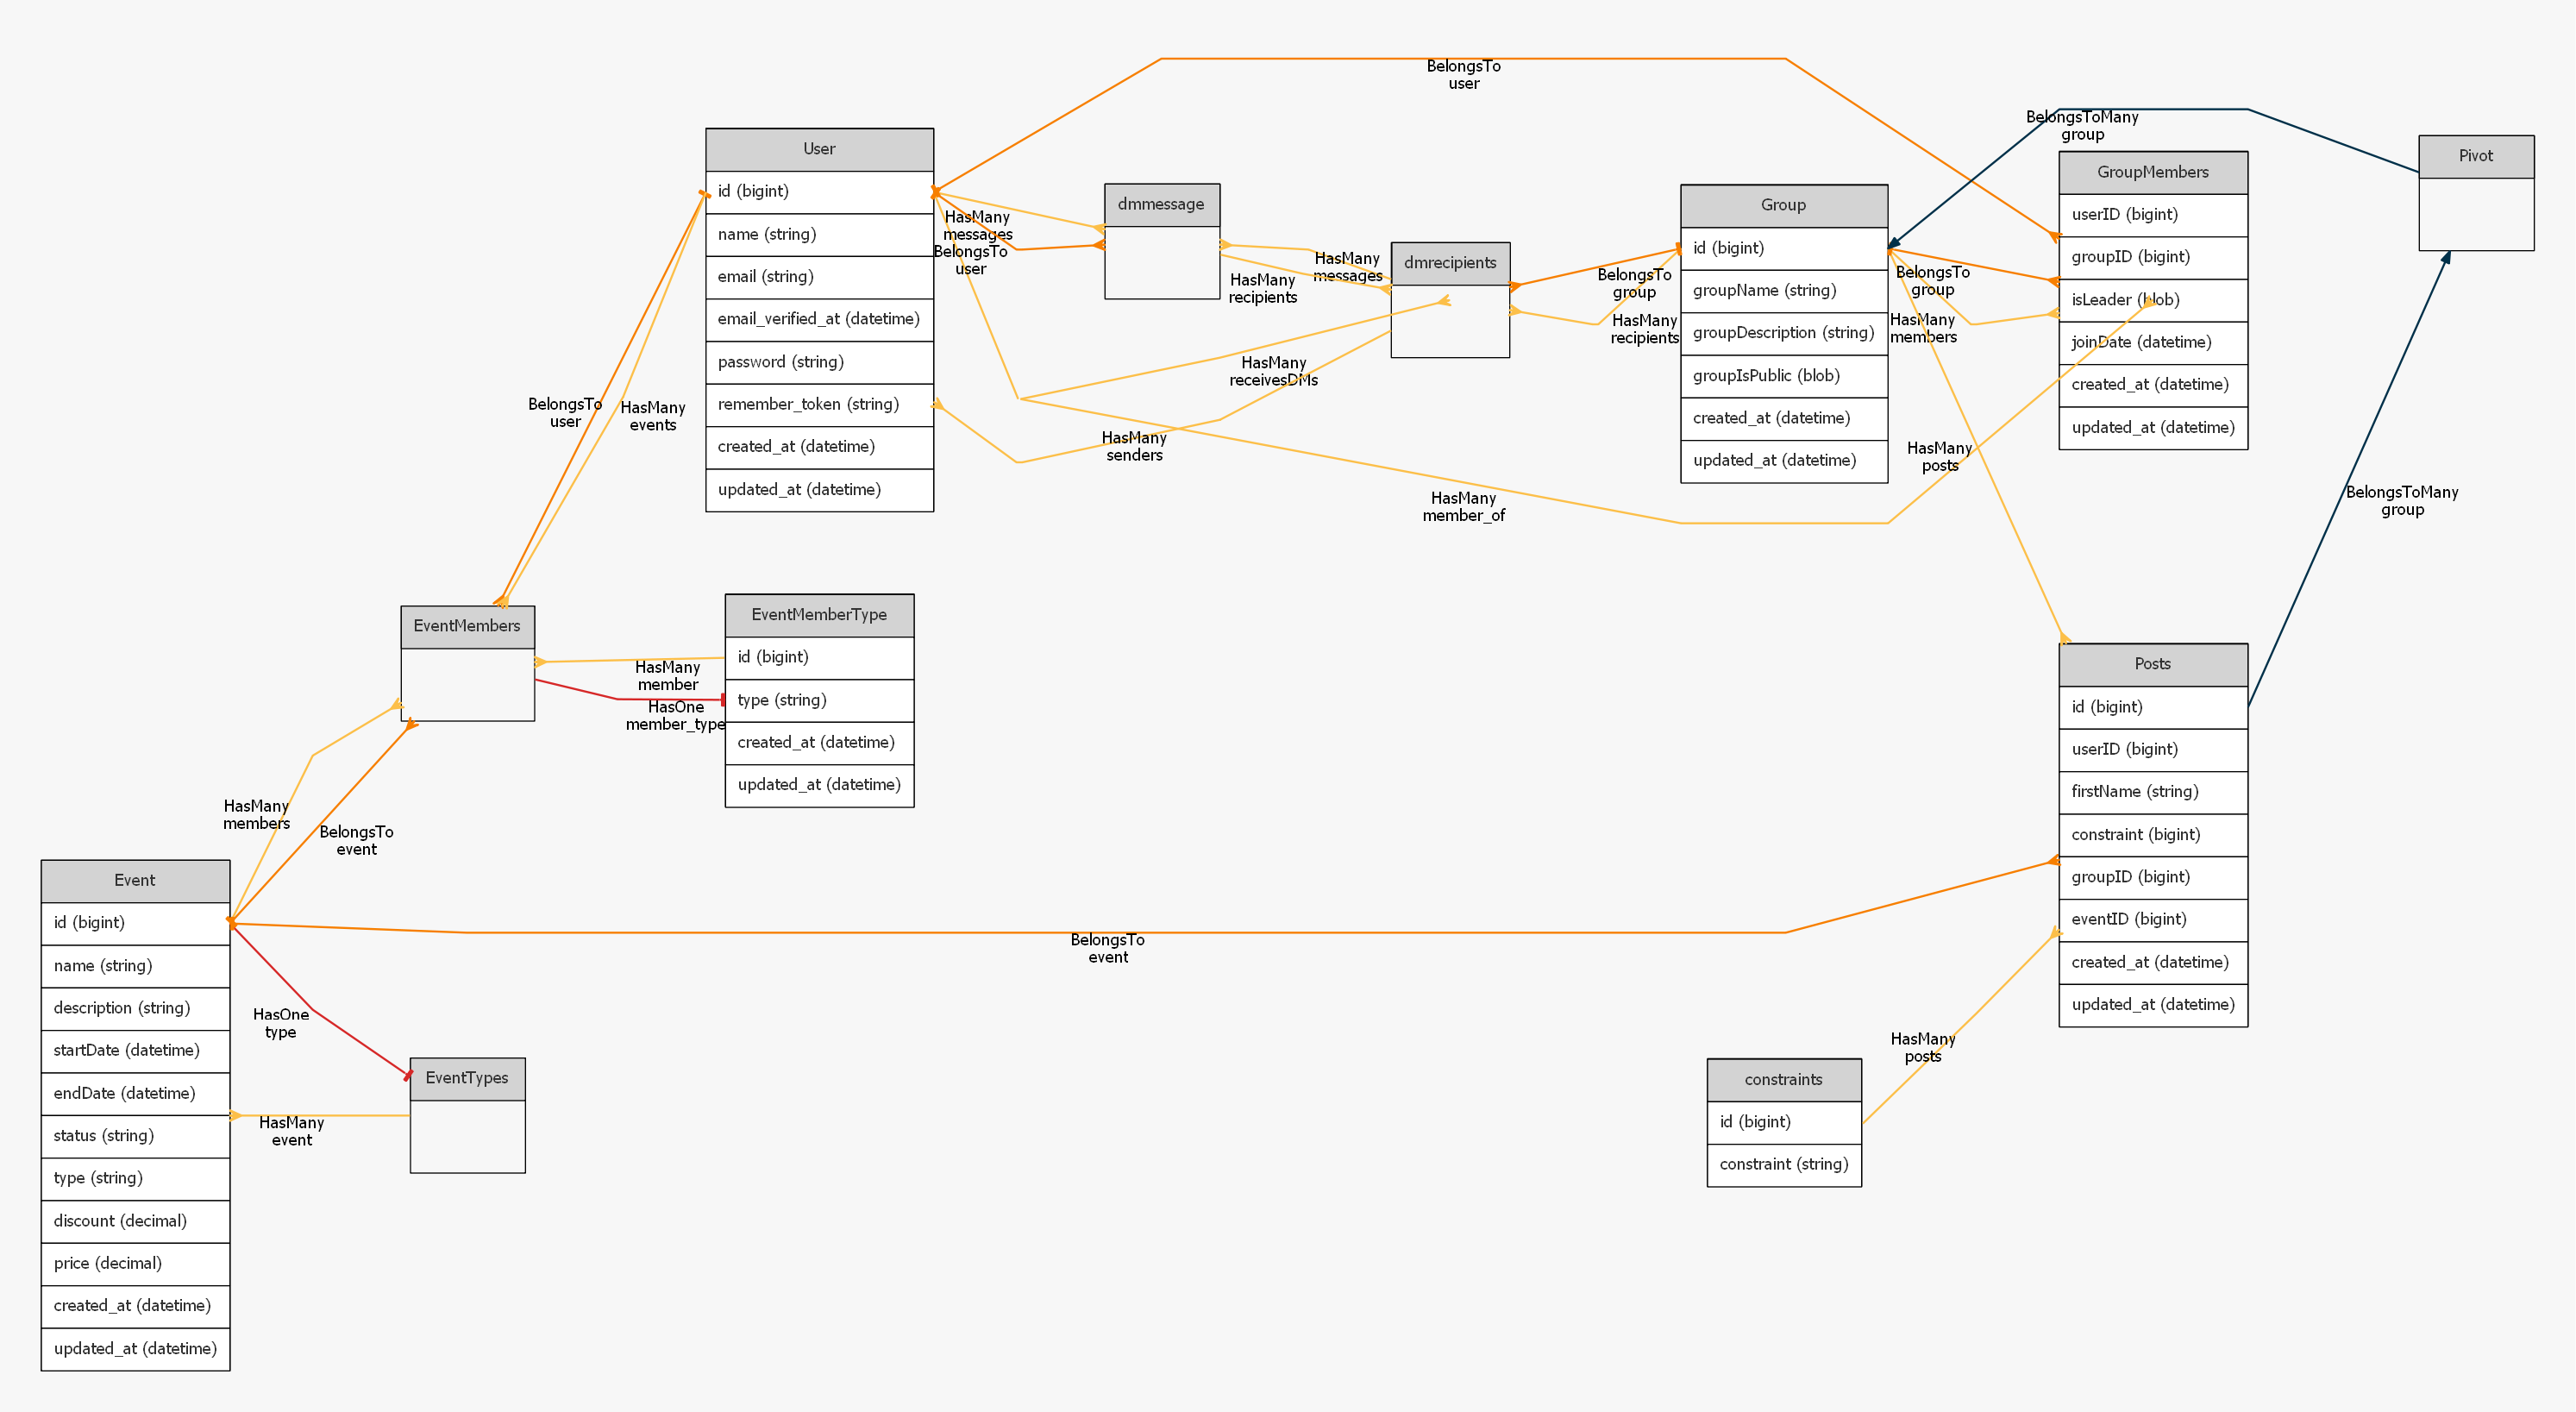 BelongsTo
user
BelongsToMany
group
User
id (bigint)
name (string)
email (string)
email_verified_at (datetime)
password (string)
remember_token (string)
created_at (datetime)
updated_at (datetime)
HasMany
messages
BelongsTo
user
dmmessage
HasMany
messages
HasMany
recipients
dmrecipients
HasMany
receivesDMs
HasMany
senders
BelongsTo
group
HasMany
recipients
Group
id (bigint)
groupName (string)
groupDescription (string)
groupIsPublic (blob)
created_at (datetime)
updated_at (datetime)
BelongsTo
group
HasMany
members
HasMany
posts
HasMany
member_of
GroupMembers
userID (bigint)
groupID (bigint)
isLeader (blob)
joinDate (datetime)
created_at (datetime)
updated_at (datetime)
Pivot
BelongsToMany
group
BelongsTo
user
HasMany
events
EventMembers
HasMany
member
HasOne
member_type
EventMemberType
id (bigint)
type (string)
created_at (datetime)
updated_at (datetime)
HasMany
members
BelongsTo
event
Event
id (bigint)
name (string)
description (string)
startDate (datetime)
endDate (datetime)
status (string)
type (string)
discount (decimal)
price (decimal)
created_at (datetime)
updated_at (datetime)
HasOne
type
HasMany
event
EventTypes
BelongsTo
event
Posts
id (bigint)
userID (bigint)
firstName (string)
constraint (bigint)
groupID (bigint)
eventID (bigint)
created_at (datetime)
updated_at (datetime)
HasMany
posts
constraints
id (bigint)
constraint (string)